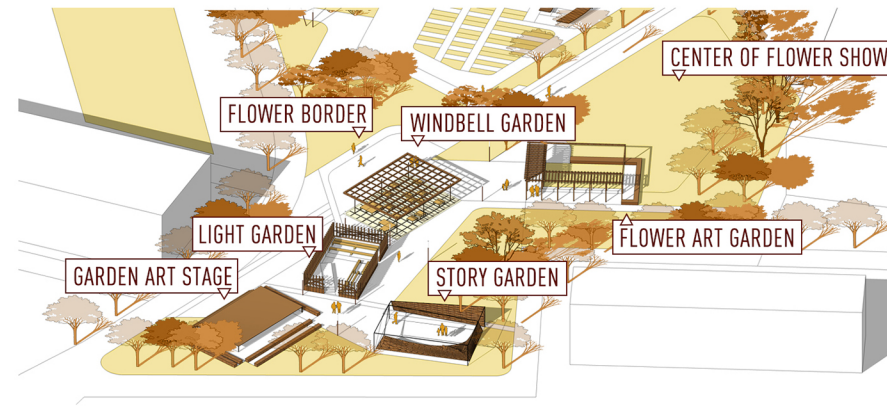 CENTER OF FLOWER SHOW
FLOWER BORDER
WINDBELL GARDEN
LIGHT GARDEN
FLOWER ART GARDEN
GARDEN ART STAGE
STORY GARDEN